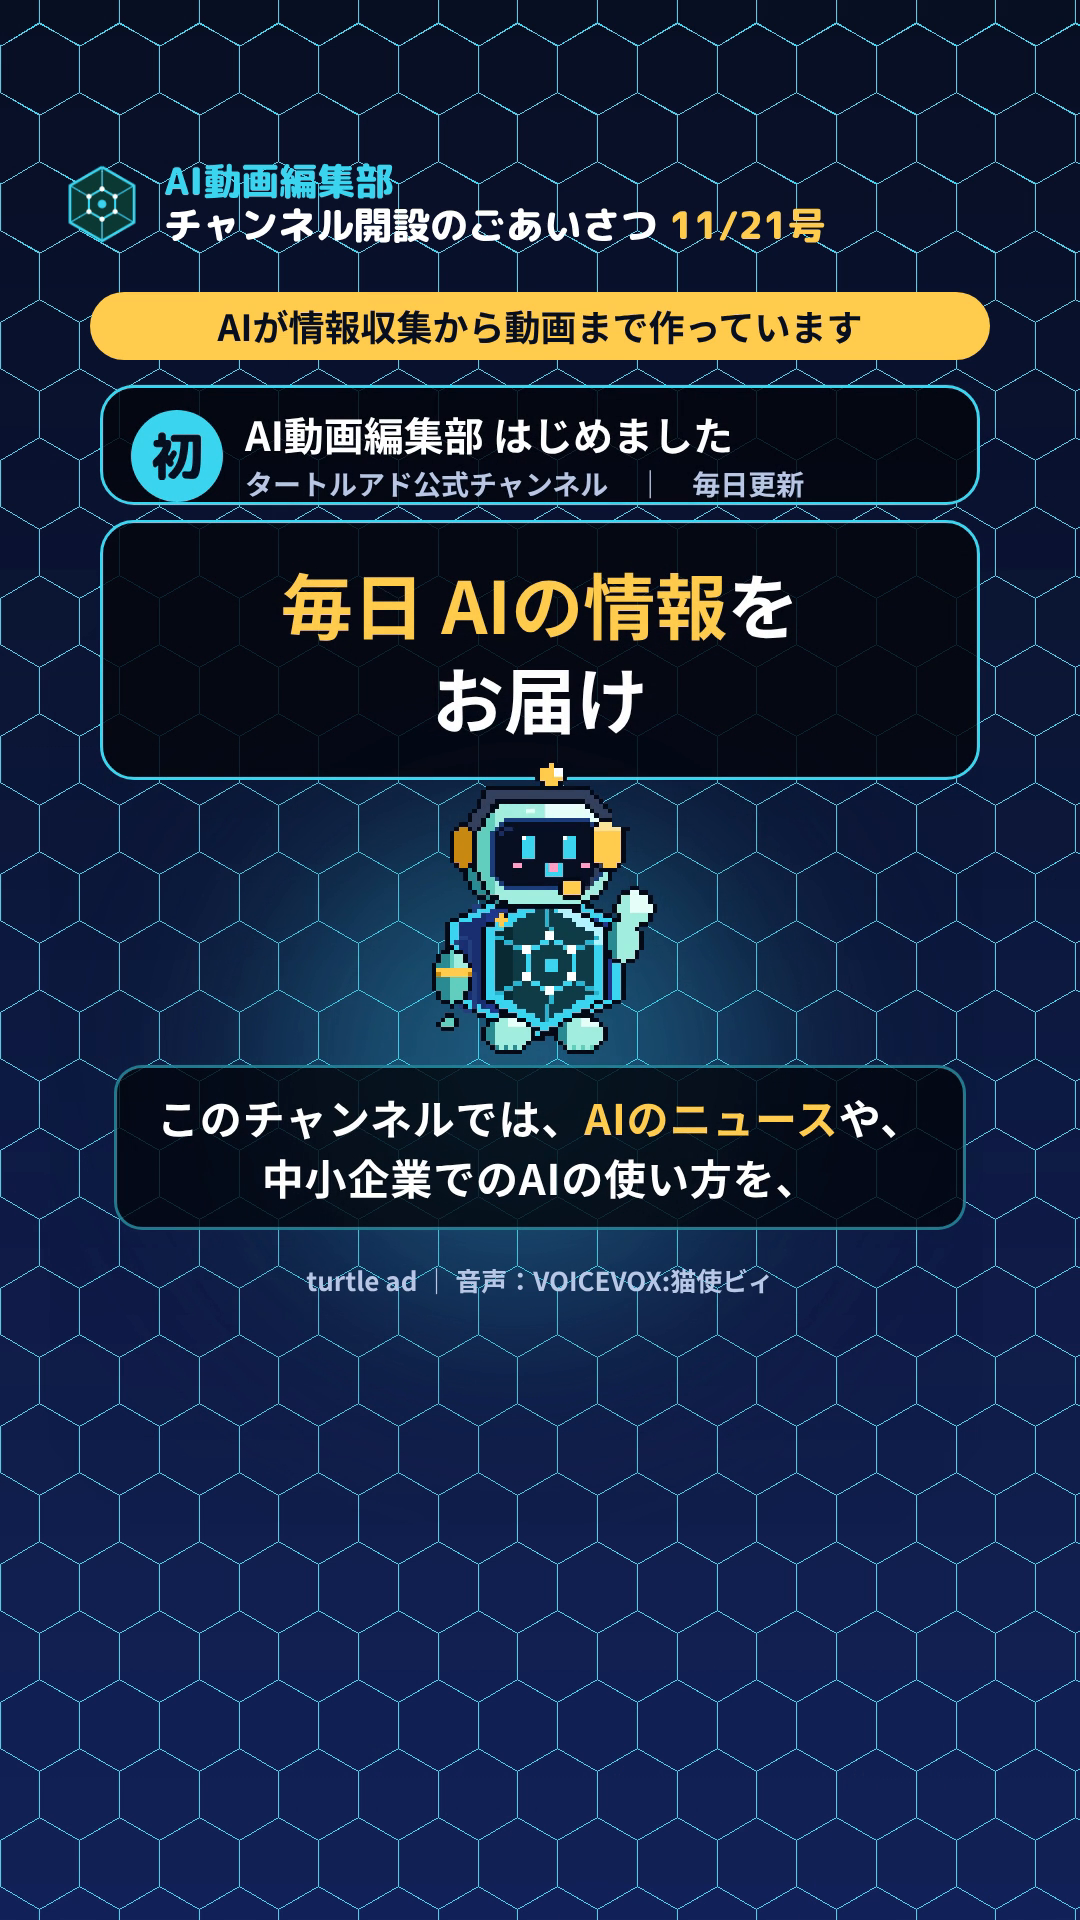 AI動画編集部
チャンネル開設のごあいさつ 11/21号
AIが情報収集から動画まで作っています
初
AI動画編集部 はじめました
タートルアド公式チャンネル ｜ 毎日更新
毎日 AIの情報を
お届け
このチャンネルでは、AIのニュースや、
中小企業でのAIの使い方を、
turtle ad ｜ 音声：VOICEVOX:猫使ビィ